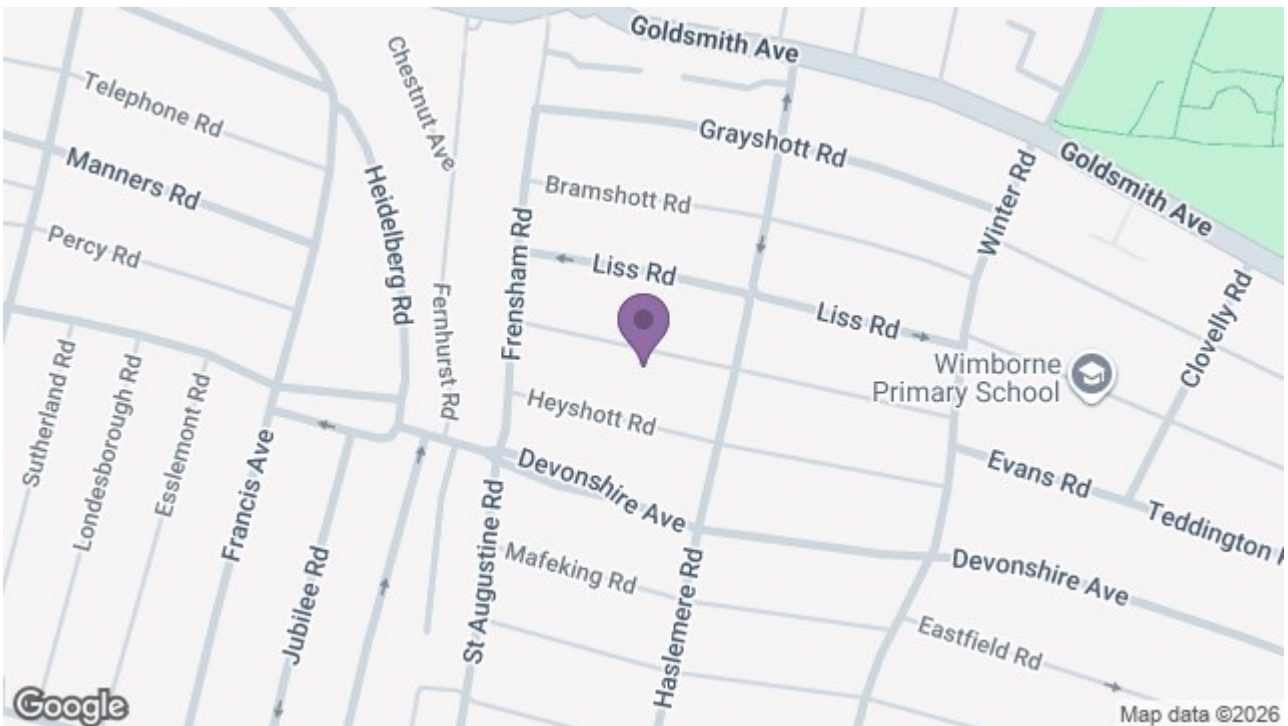 Goldsmith Ave
Chestnut Ave
Telephone Rd
Grayshott Rd
Manners Rd
Goldsmith Ave
Winter Rd
Bramshott Rd
Heidelberg Rd
Percy Rd
Frensham Rd
Liss Rd
Clovelly Rd
Fernhurst Rd
Liss Rd
Wimborne
Primary School
Sutherland Rd
Londesborough Rd
Esslemont Rd
Heyshott Rd
Francis Ave
Evans Rd
Devonshire Ave
Teddington R
St Augustine Rd
Jubilee Rd
Mafeking Rd
Haslemere Rd
Devonshire Ave
Eastfield Rd
Google
Map data ©2026